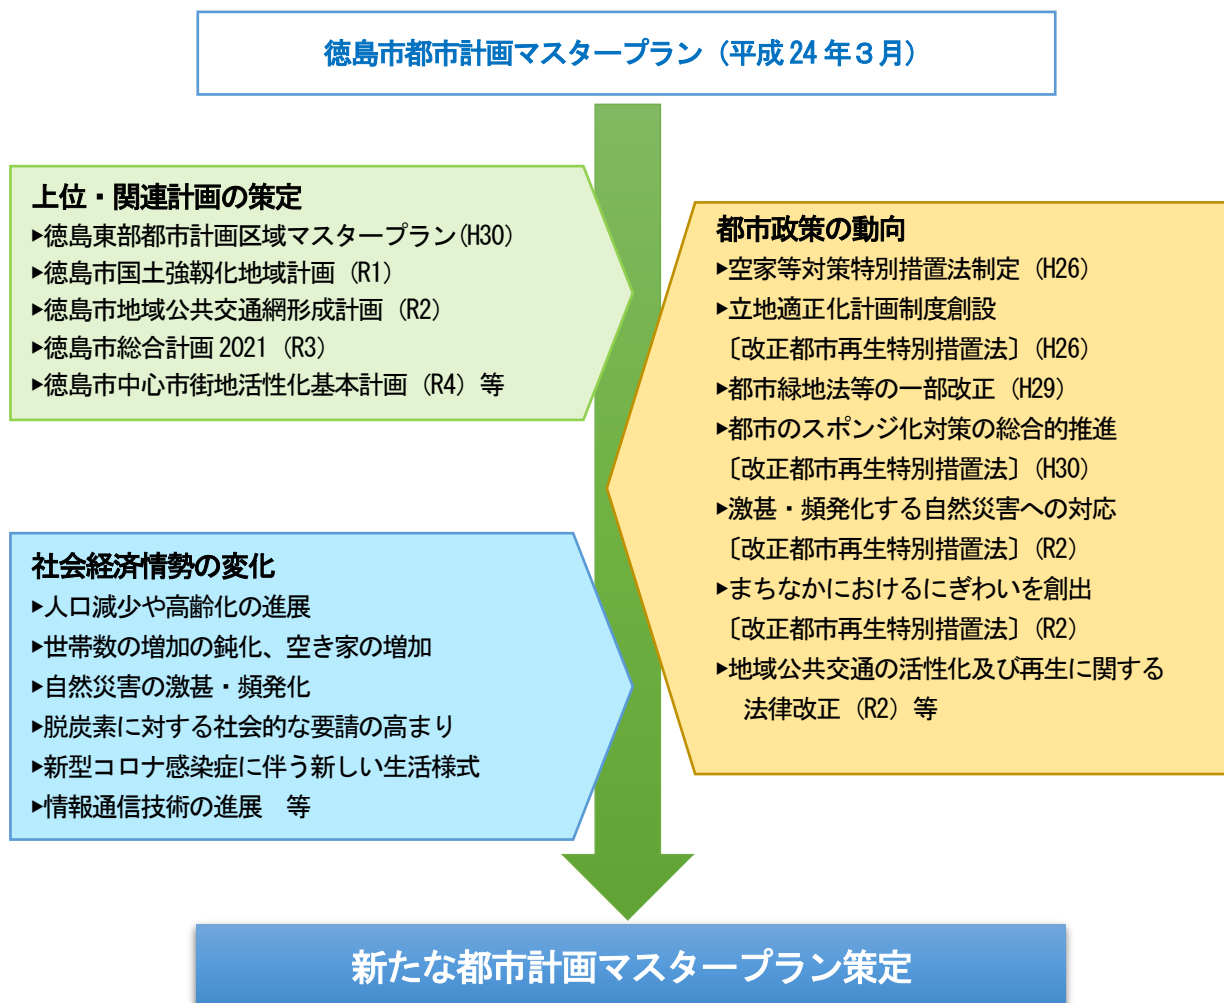 徳島市都市計画マスタープラン（平成24年３月）
上位・関連計画の策定
▶徳島東部都市計画区域マスタープラン(H30)
▶徳島市国土強靱化地域計画（R1）
▶徳島市地域公共交通網形成計画（R2）
▶徳島市総合計画2021（R3）
▶徳島市中心市街地活性化基本計画（R4）等
都市政策の動向
▶空家等対策特別措置法制定（H26）
▶立地適正化計画制度創設
〔改正都市再生特別措置法〕（H26）
▶都市緑地法等の一部改正（H29）
▶都市のスポンジ化対策の総合的推進
〔改正都市再生特別措置法〕（H30）
▶激甚・頻発化する自然災害への対応
〔改正都市再生特別措置法〕（R2）
▶まちなかにおけるにぎわいを創出
〔改正都市再生特別措置法〕（R2）
▶地域公共交通の活性化及び再生に関する
法律改正（R2）等
社会経済情勢の変化
▶人口減少や高齢化の進展
▶世帯数の増加の鈍化、空き家の増加
▶自然災害の激甚・頻発化
▶脱炭素に対する社会的な要請の高まり
▶新型コロナ感染症に伴う新しい生活様式
▶情報通信技術の進展　等
新たな都市計画マスタープラン策定